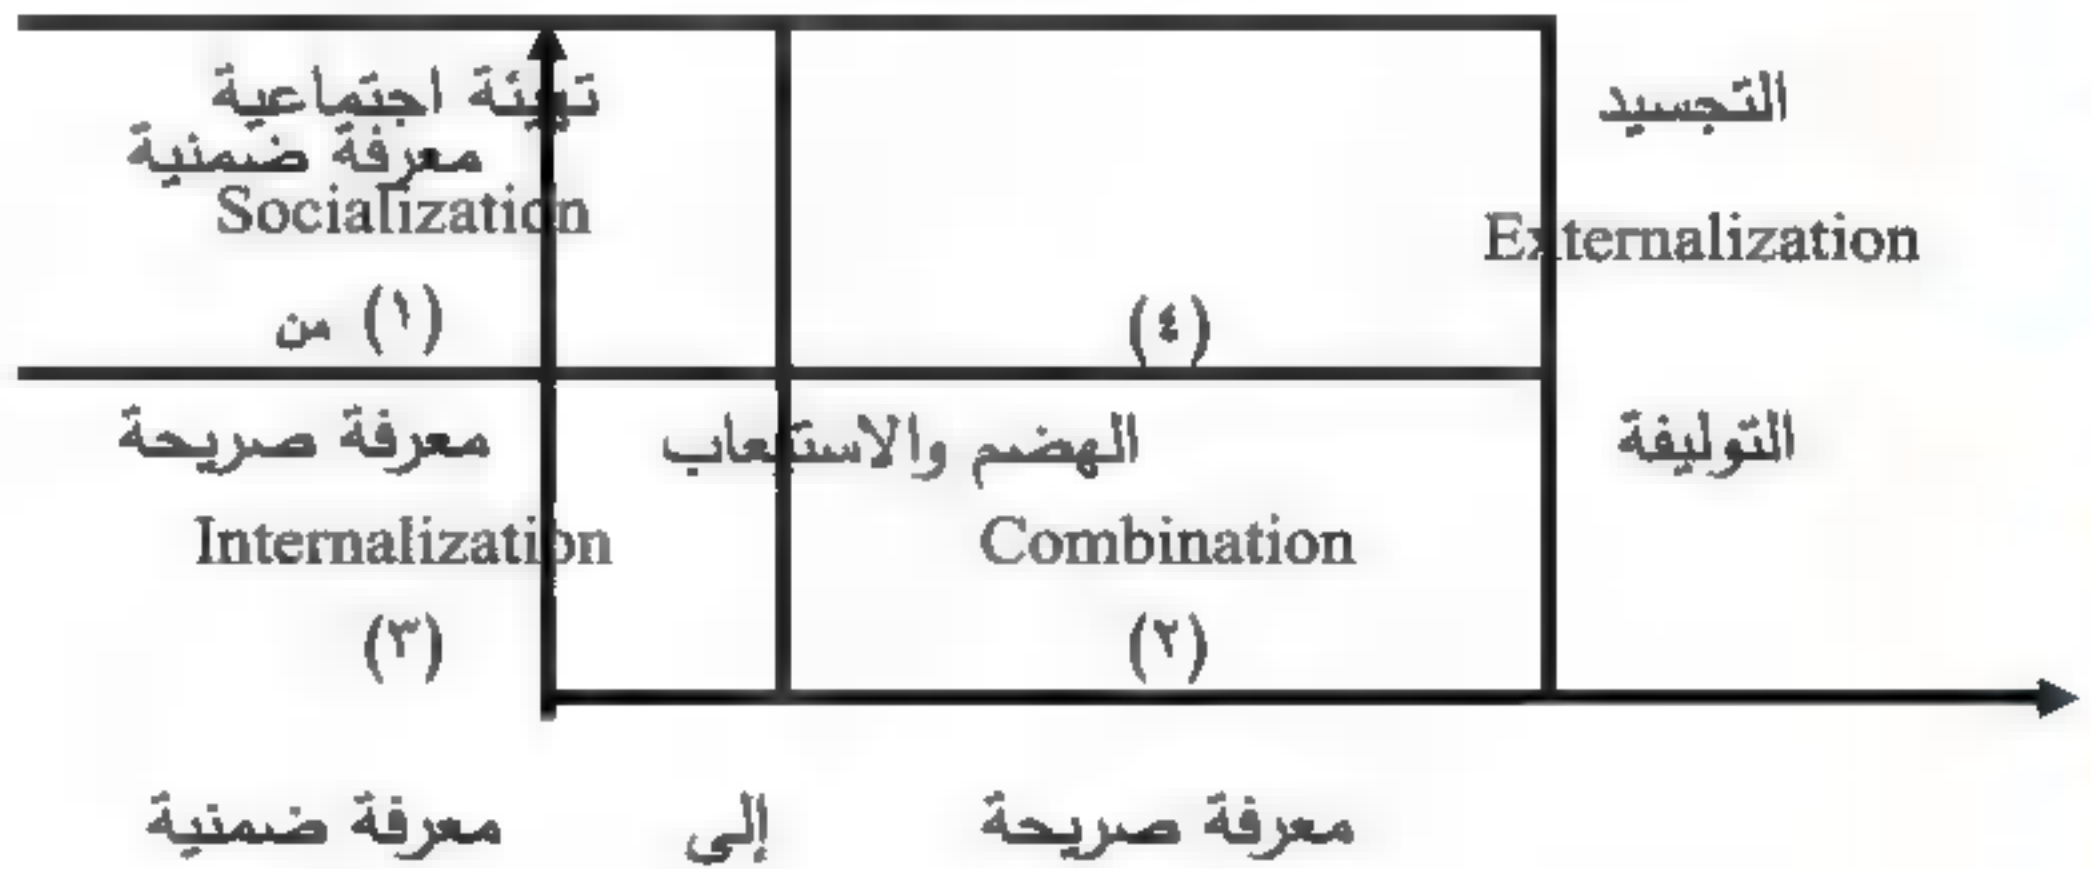 تهيئة اجتماعية
التجسيد
معرفة ضمنية
Socialization
Externalization
(١) من
(٤)
معرفة صريحة
الهضم والاستيعاب
التوليفة
Internalization
Combination
(٣)
(٢)
معرفة ضمنية
إلى
معرفة صريحة